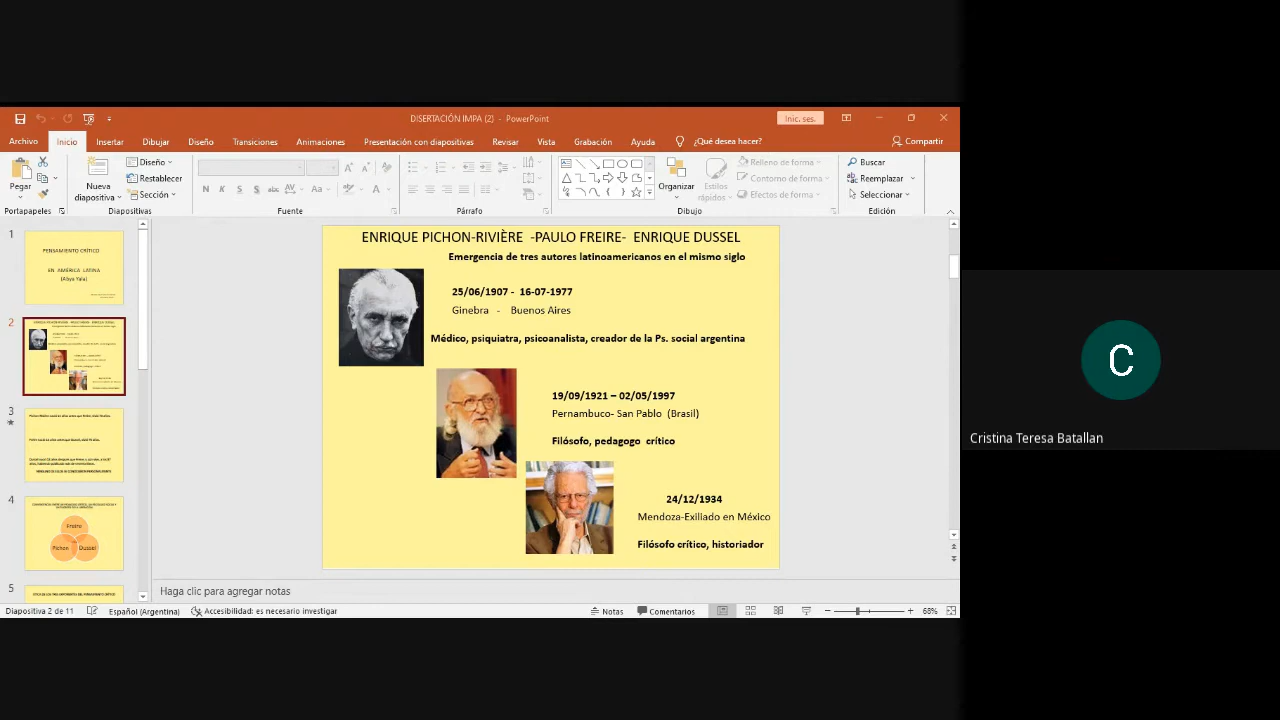 DISERTACIÓN IMPA (2) - PowerPoint
Inic. ses.
Archivo Inicio Insertar Dibujar Diseño Transiciones Animaciones Presentación con diapositivas Revisar Vista Grabación Ayuda ¿Qué desea hacer? Compartir
Pegar
Nueva diapositiva
Diseño
Restablecer
Sección
Organizar
Estilos rápidos
Relleno de forma
Contorno de forma
Efectos de forma
Buscar
Reemplazar
Seleccionar
Portapapeles Diapositivas Fuente Párrafo Dibujo Edición
1
PENSAMIENTO CRÍTICO
EN AMÉRICA LATINA
(Abya Yala)
2
3
4
Freire
Pichon Dussel
5
ENRIQUE PICHON-RIVIÈRE -PAULO FREIRE- ENRIQUE DUSSEL
Emergencia de tres autores latinoamericanos en el mismo siglo
25/06/1907 - 16-07-1977
Ginebra - Buenos Aires
Médico, psiquiatra, psicoanalista, creador de la Ps. social argentina
19/09/1921 – 02/05/1997
Pernambuco- San Pablo (Brasil)
Filósofo, pedagogo crítico
24/12/1934
Mendoza-Exiliado en México
Filósofo crítico, historiador
Haga clic para agregar notas
Diapositiva 2 de 11 Español (Argentina) Accesibilidad: es necesario investigar Notas Comentarios 68%
C
Cristina Teresa Batallan